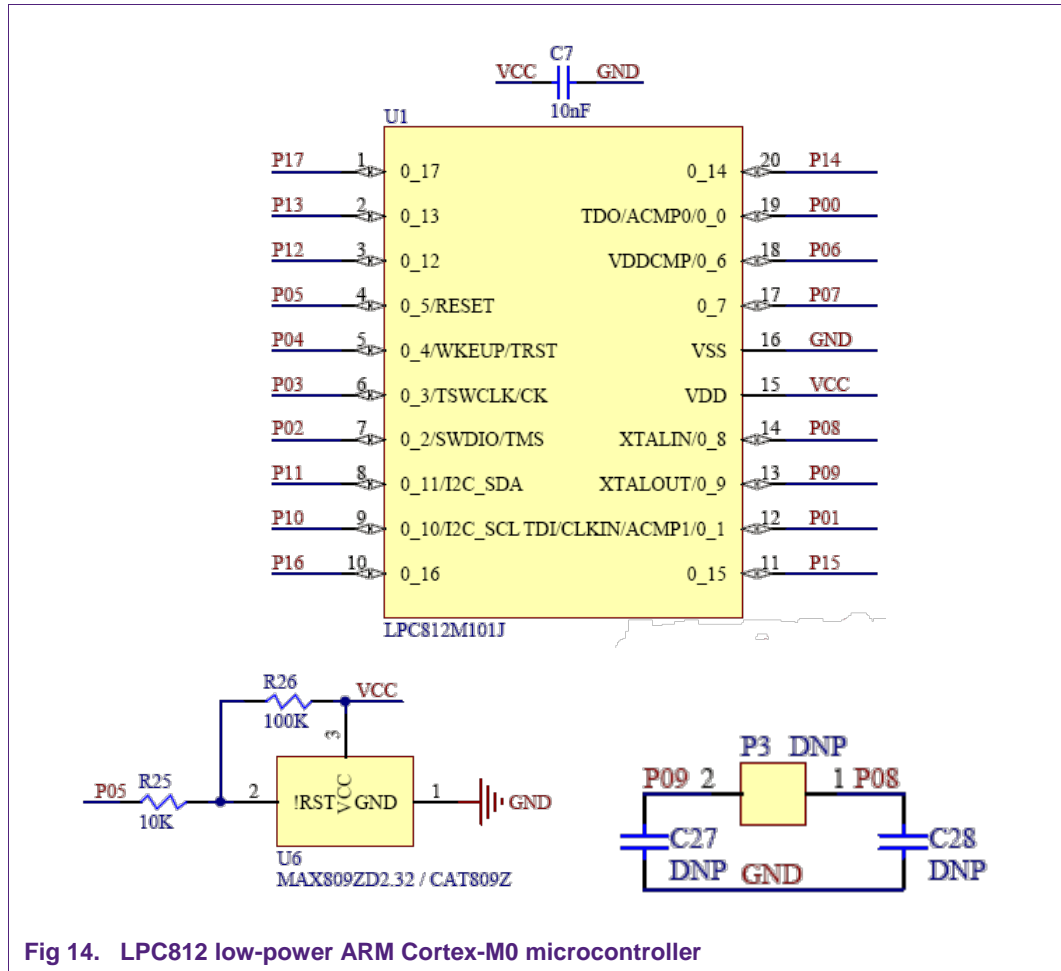 C7
VCC GND
10nF
U1
P17 1 0_17 0_14 20 P14
P13 2 0_13 TDO/ACMP0/0_0 19 P00
P12 3 0_12 VDDCMP/0_6 18 P06
P05 4 0_5/RESET 0_7 17 P07
P04 5 0_4/WKEUP/TRST VSS 16 GND
P03 6 0_3/TSWCLK/CK VDD 15 VCC
P02 7 0_2/SWDIO/TMS XTALIN/0_8 14 P08
P11 8 0_11/I2C_SDA XTALOUT/0_9 13 P09
P10 9 0_10/I2C_SCL TDI/CLKIN/ACMP1/0_1 12 P01
P16 10 0_16 0_15 11 P15
LPC812M101J
R26 VCC
100K
3
P05 R25 2 !RST VCC GND 1 GND
10K
U6
MAX809ZD2.32 / CAT809Z
P3 DNP
P09 2 1 P08
C27 C28
DNP GND DNP
Fig 14. LPC812 low-power ARM Cortex-M0 microcontroller